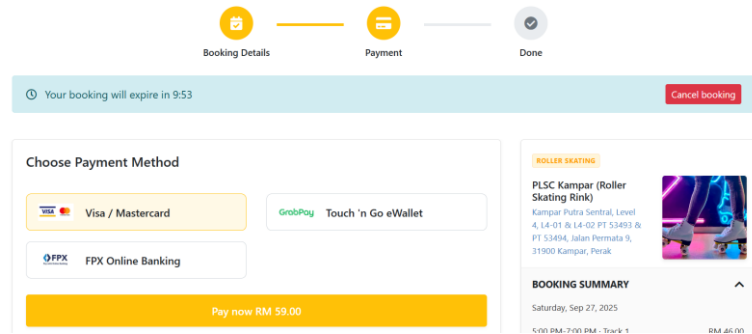 Booking Details
Payment
Done
Your booking will expire in 9:53
Cancel booking
Choose Payment Method
VISA Visa / Mastercard
GrabPay Touch 'n Go eWallet
FPX FPX Online Banking
Pay now RM 59.00
ROLLER SKATING
PLSC Kampar (Roller
Skating Rink)
Kampar Putra Sentral, Level
4, L4-01 & L4-02 PT 53493 &
PT 53494, Jalan Permata 9,
31900 Kampar, Perak
BOOKING SUMMARY
Saturday, Sep 27, 2025
5:00 PM-7:00 PM · Track 1 RM 46.00